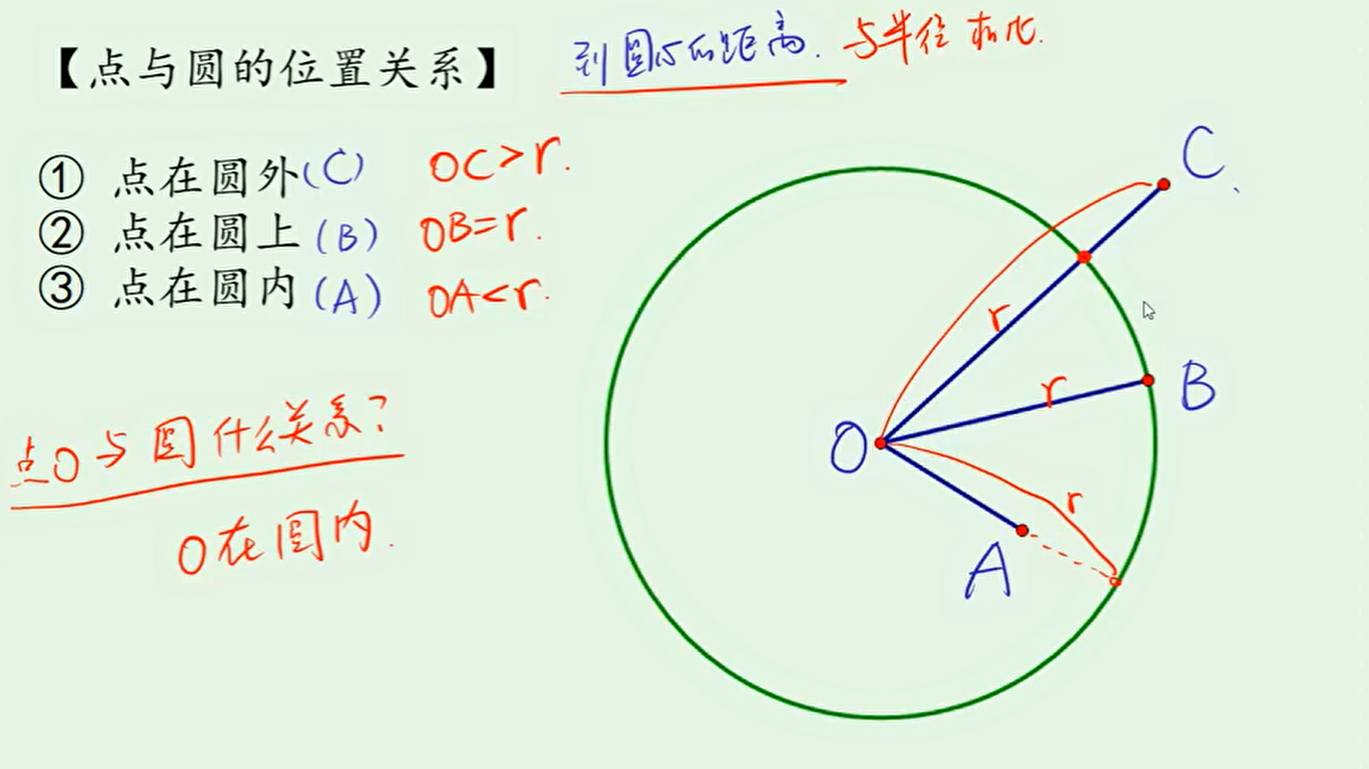 【点与圆的位置关系】 到圆心的距离. 与半径相比.
① 点在圆外(C) OC>r.
② 点在圆上(B) OB=r.
③ 点在圆内(A) OA<r.
点O与圆什么关系?
O在圆内.
C
r
r
B
O
r
A